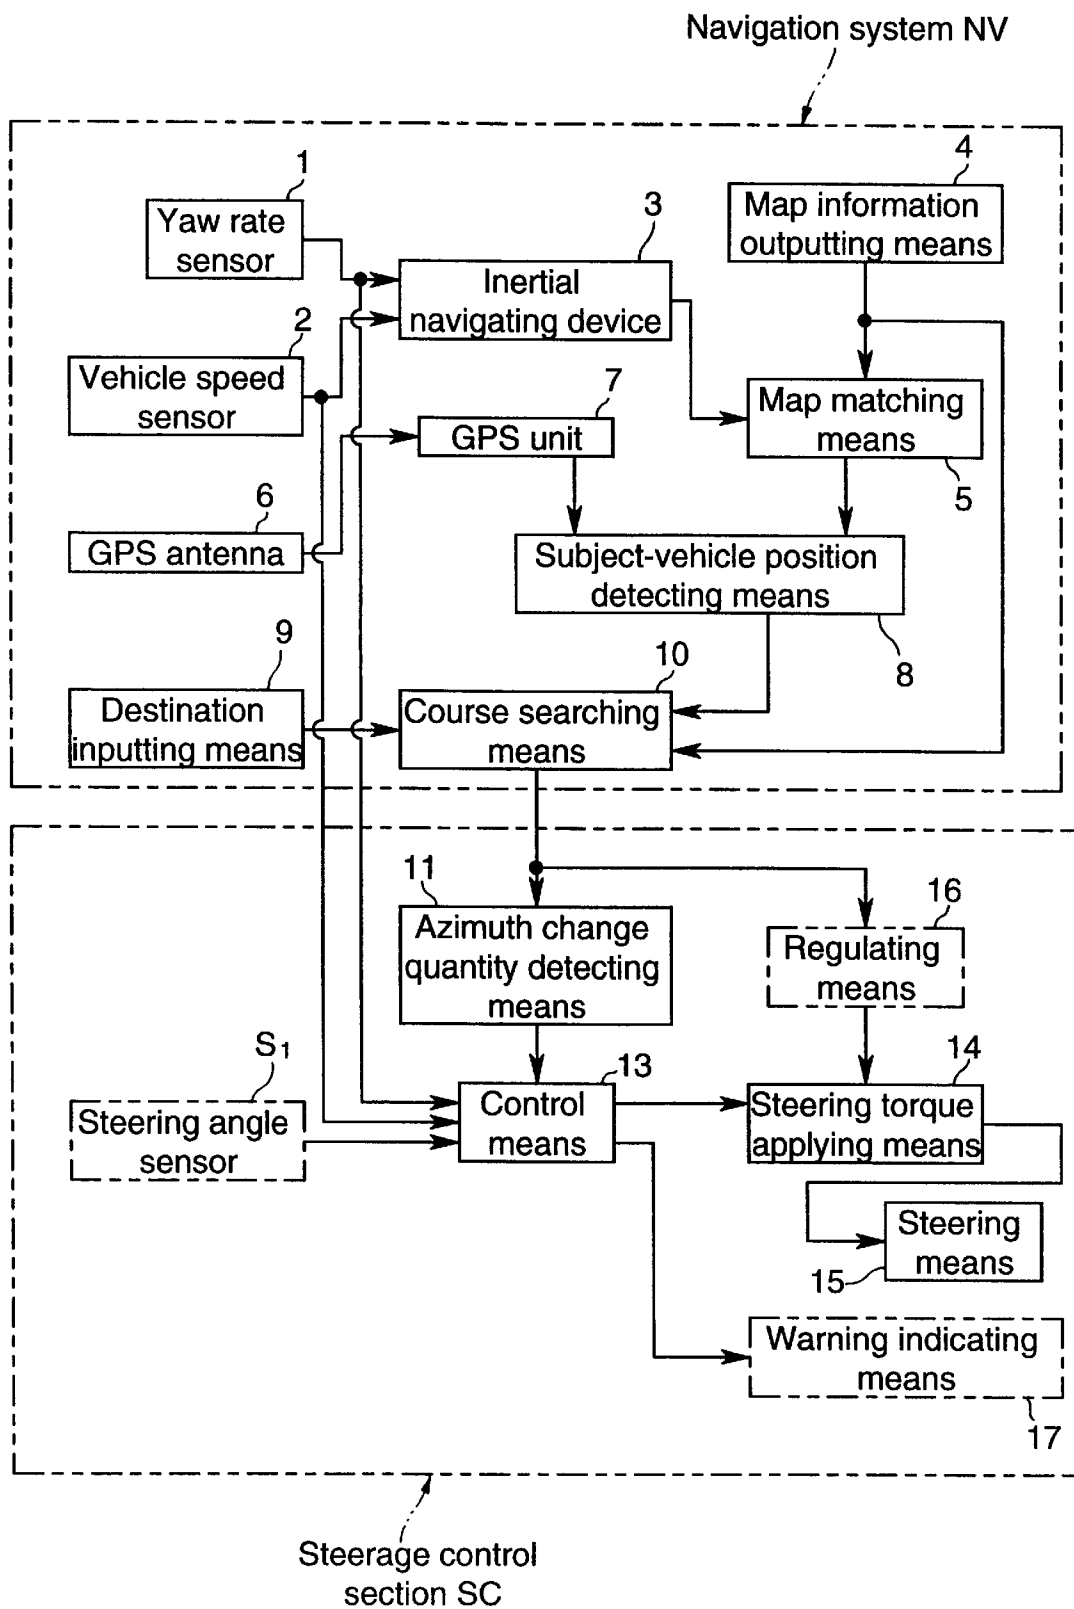 Navigation system NV
1
Yaw rate
sensor
2
Vehicle speed
sensor
3
Inertial
navigating device
4
Map information
outputting means
Map matching
means
5
6
GPS antenna
7
GPS unit
Subject-vehicle position
detecting means
8
9
Destination
inputting means
10
Course searching
means
11
Azimuth change
quantity detecting
means
16
Regulating
means
S1
Steering angle
sensor
13
Control
means
14
Steering torque
applying means
Steering
means
15
Warning indicating
means
17
Steerage control
section SC